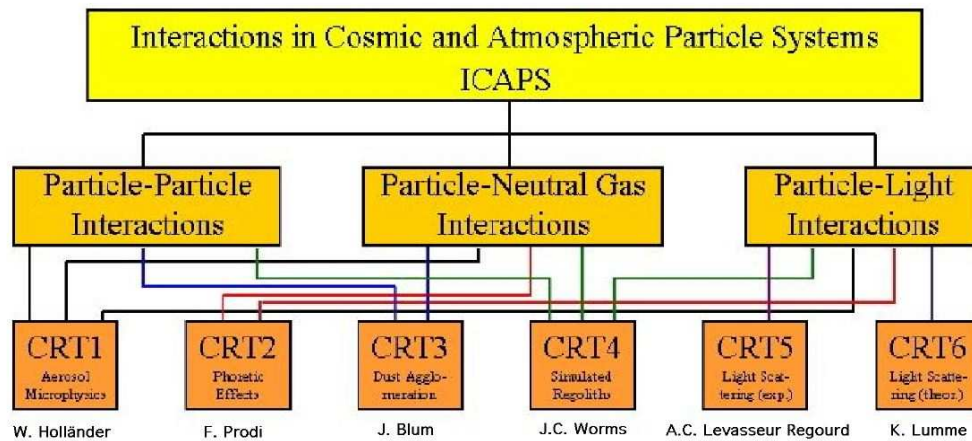 Interactions in Cosmic and Atmospheric Particle Systems
ICAPS
Particle-Particle
Interactions
Particle-Neutral Gas
Interactions
Particle-Light
Interactions
CRT1
Aerosol
Microphysics
CRT2
Phoretic
Effects
CRT3
Dust Agglo-
meration
CRT4
Simulated
Regoliths
CRT5
Light Scat-
tering (exp.)
CRT6
Light Scatte-
ring (theor.)
W. Holländer
F. Prodi
J. Blum
J.C. Worms
A.C. Levasseur Regourd
K. Lumme